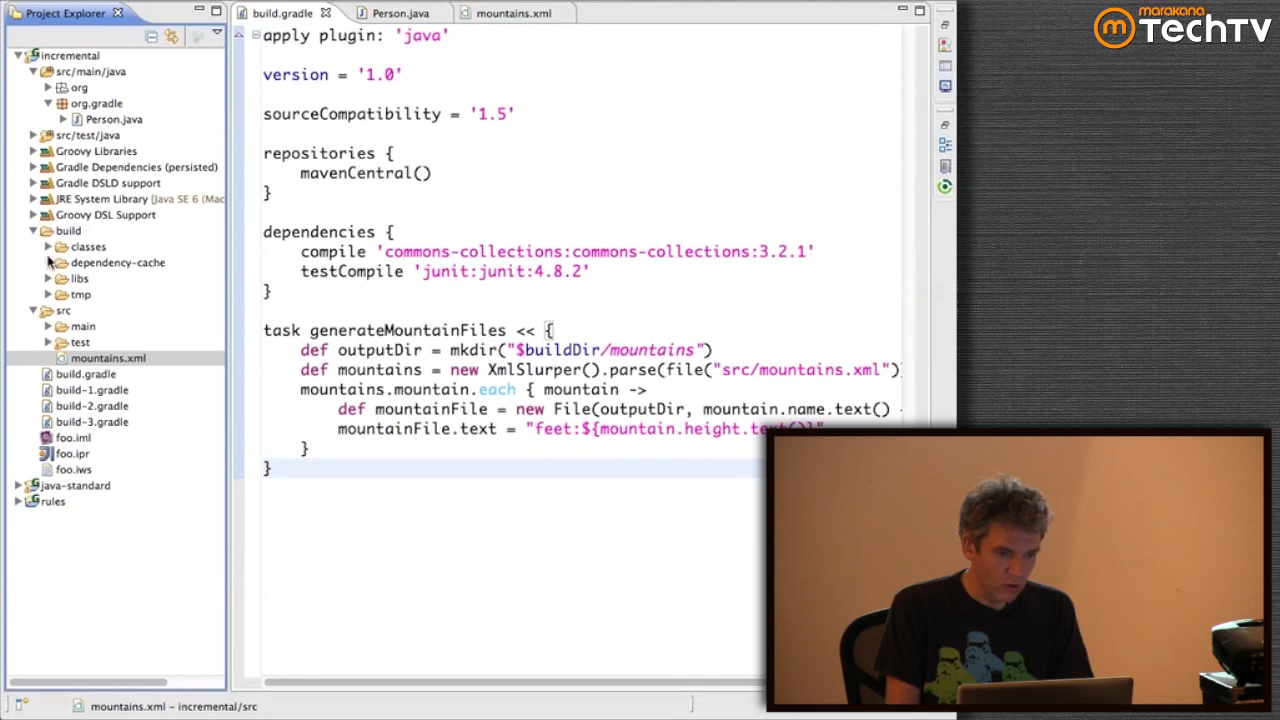 Project Explorer
incremental
src/main/java
org
org.gradle
Person.java
src/test/java
Groovy Libraries
Gradle Dependencies (persisted)
Gradle DSLD support
JRE System Library [Java SE 6 (Mac
Groovy DSL Support
build
classes
dependency-cache
libs
tmp
src
main
test
mountains.xml
build.gradle
build-1.gradle
build-2.gradle
build-3.gradle
foo.iml
foo.ipr
foo.iws
java-standard
rules
build.gradle
Person.java
mountains.xml
apply plugin: 'java'
version = '1.0'
sourceCompatibility = '1.5'
repositories {
mavenCentral()
}
dependencies {
compile 'commons-collections:commons-collections:3.2.1'
testCompile 'junit:junit:4.8.2'
}
task generateMountainFiles << {
def outputDir = mkdir("$buildDir/mountains")
def mountains = new XmlSlurper().parse(file("src/mountains.xml"))
mountains.mountain.each { mountain ->
def mountainFile = new File(outputDir, mountain.name.text()
mountainFile.text = "feet:${mountain.height.text()}"
}
}
mountains.xml - incremental/src
m marakana
TechTV